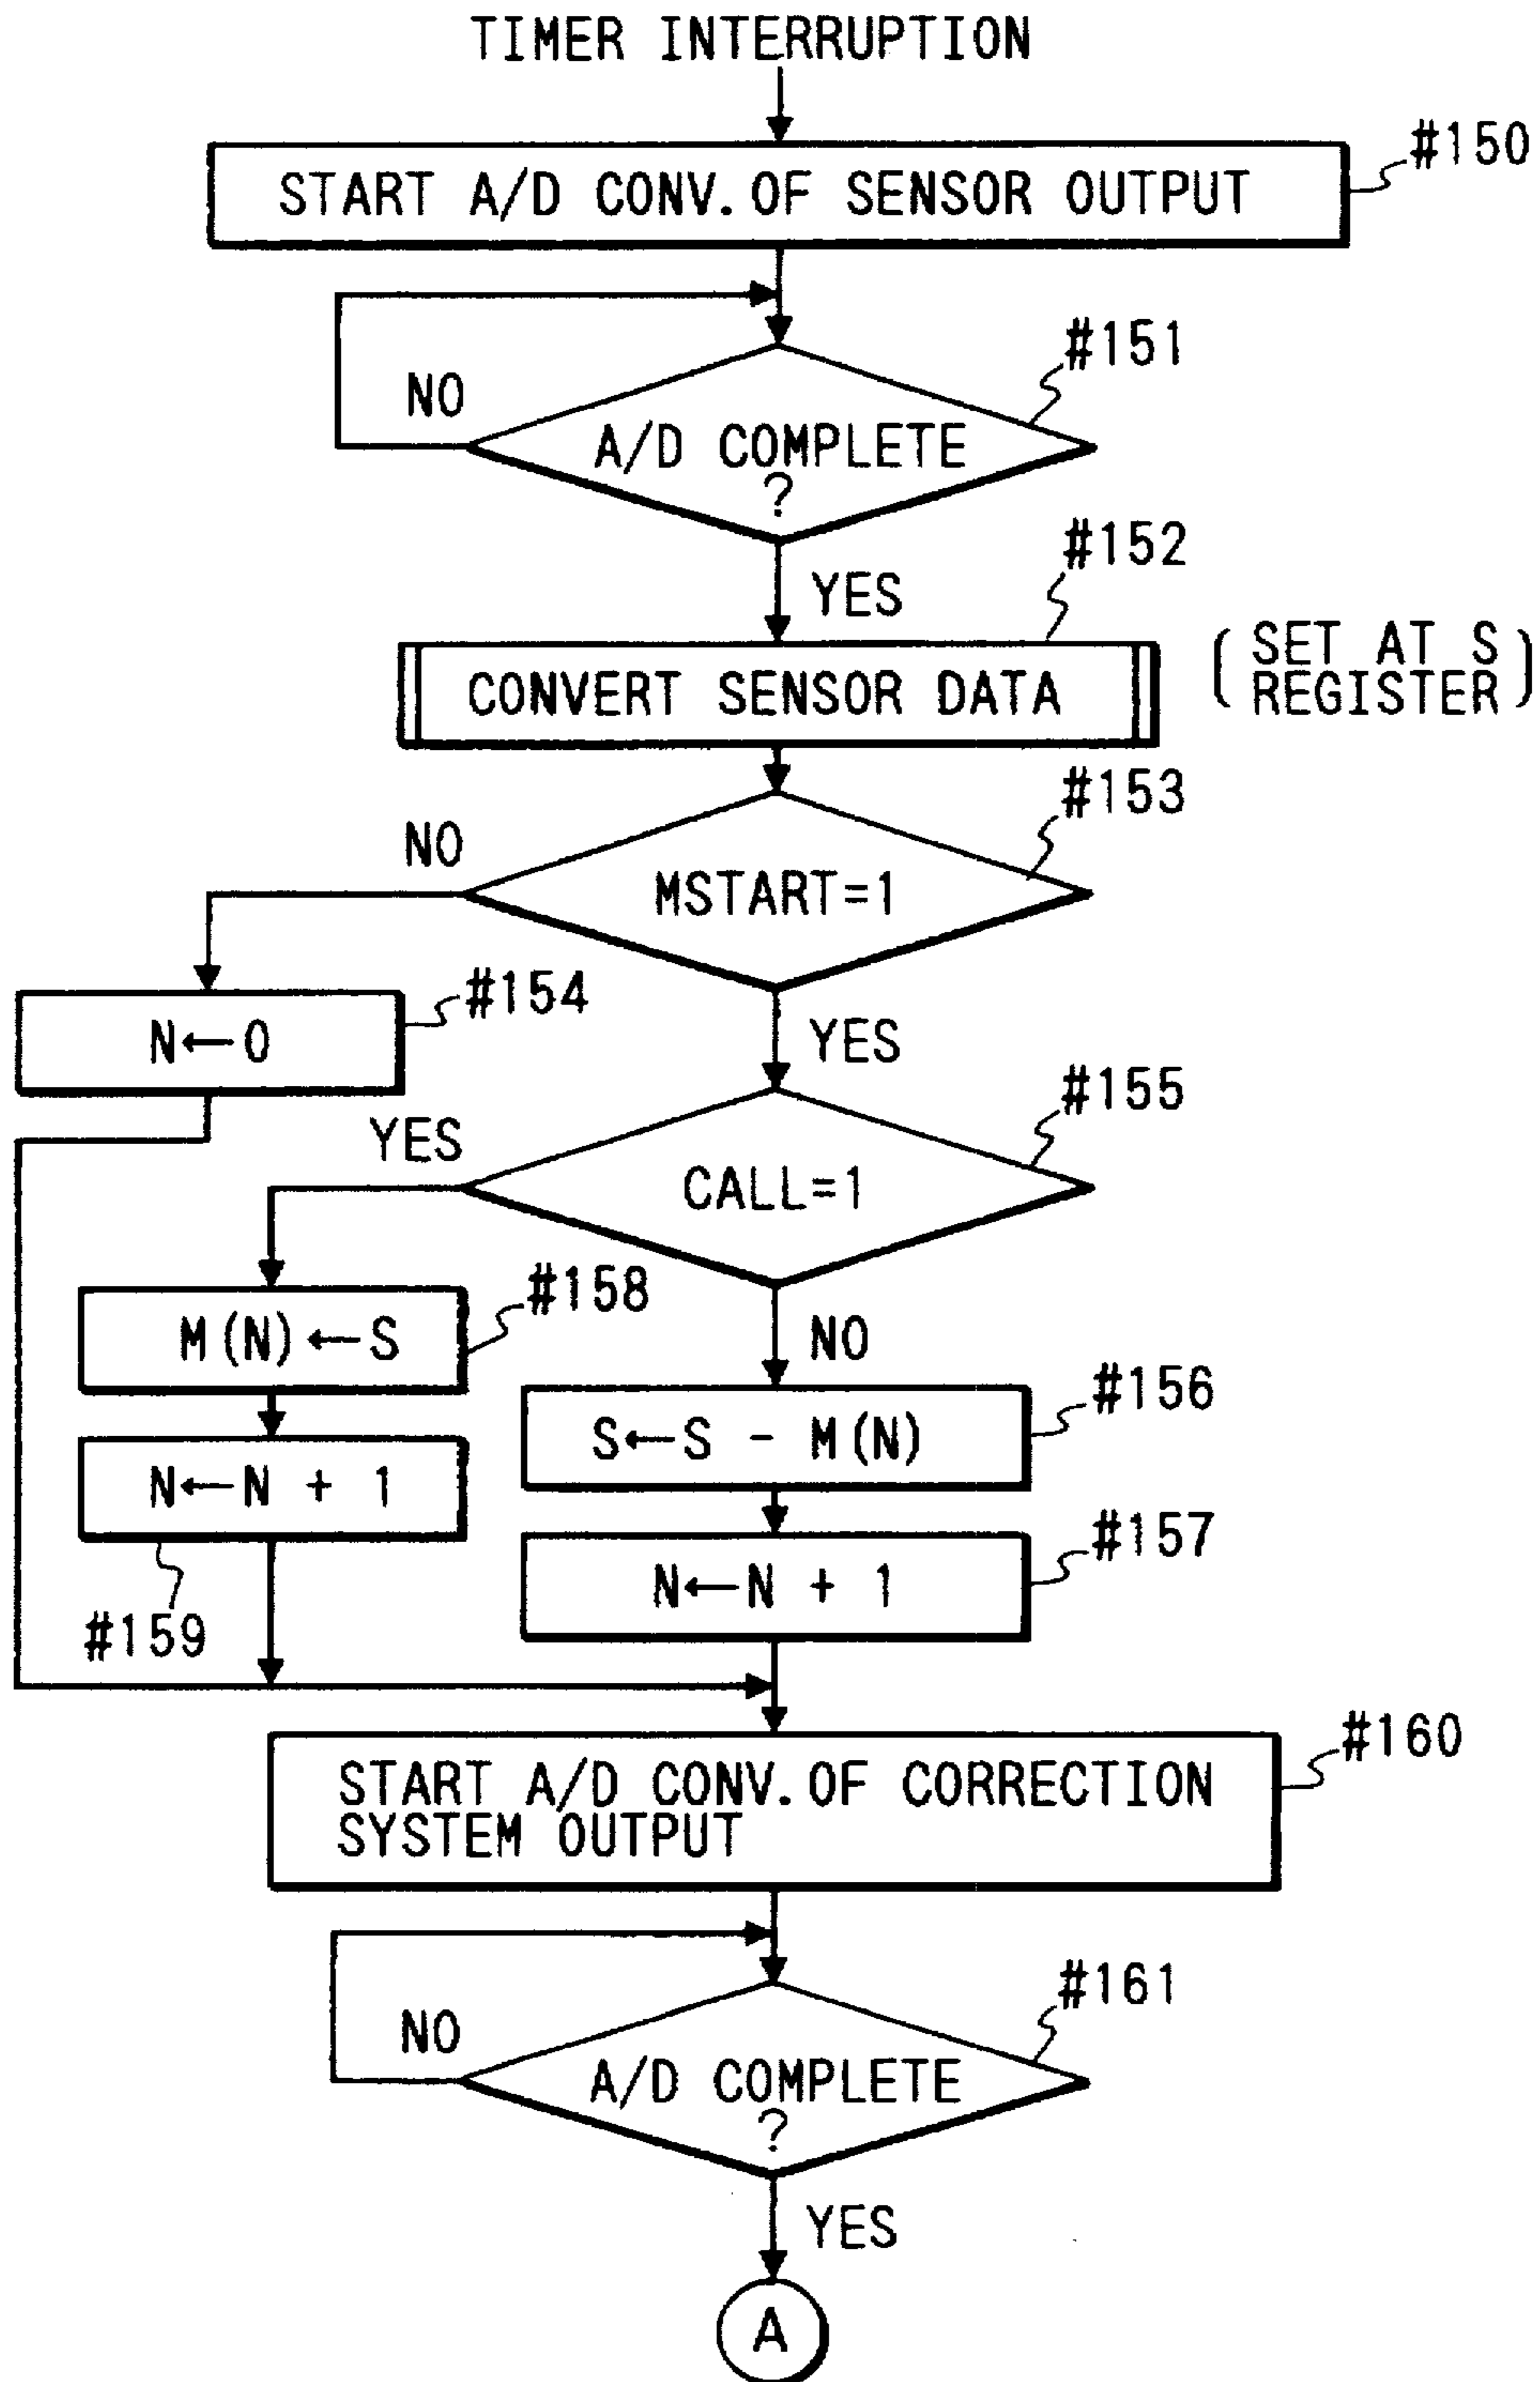 TIMER INTERRUPTION
#150
START A/D CONV. OF SENSOR OUTPUT
#151
NO
A/D COMPLETE
?
#152
YES
CONVERT SENSOR DATA
(SET AT S
REGISTER)
#153
NO
MSTART=1
#154
N←0
YES
#155
YES
CALL=1
#158
M(N)←S
NO
#156
S←S - M(N)
N←N + 1
#157
N←N + 1
#159
#160
START A/D CONV. OF CORRECTION
SYSTEM OUTPUT
#161
NO
A/D COMPLETE
?
YES
A